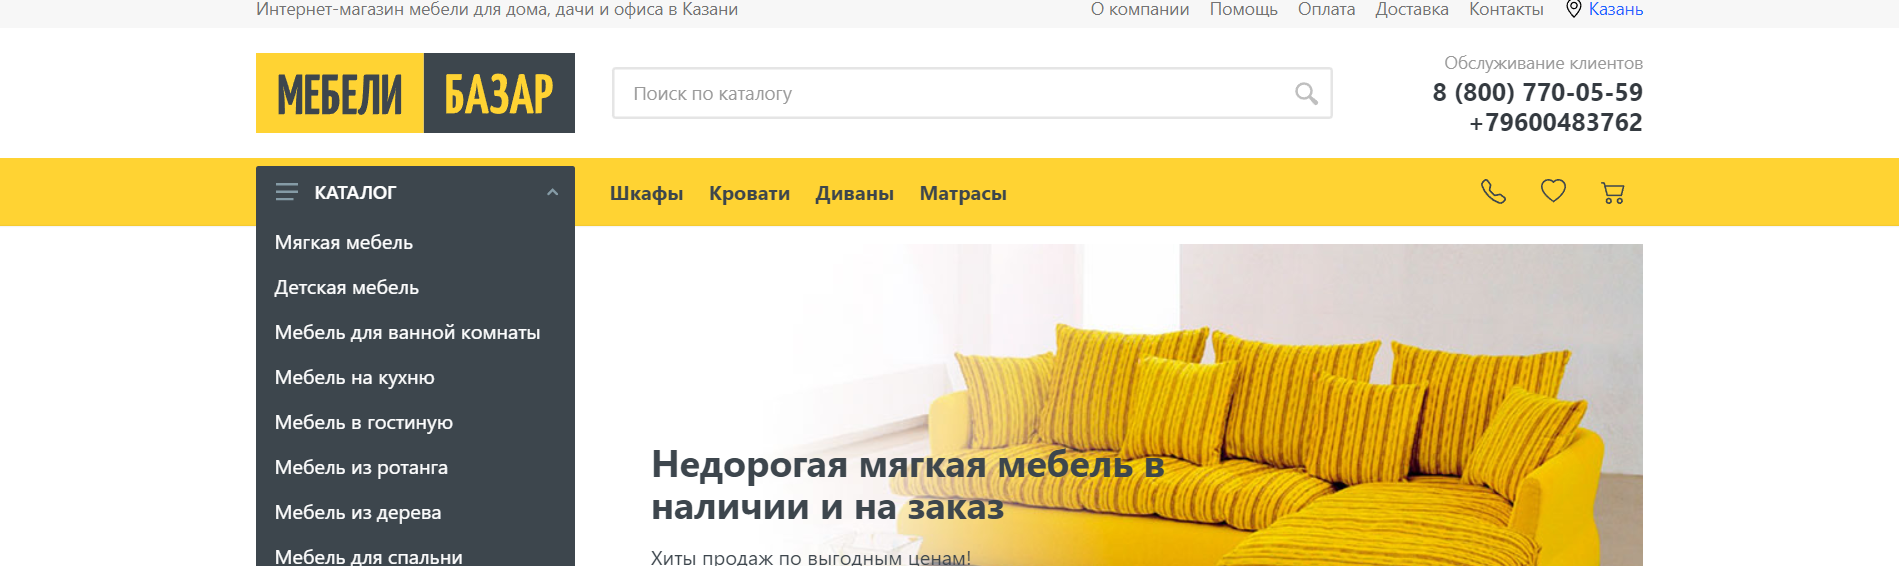 Интернет-магазин мебели для дома, дачи и офиса в Казани
О компании Помощь Оплата Доставка Контакты Казань
МЕБЕЛИ БАЗАР
Поиск по каталогу
Обслуживание клиентов
8 (800) 770-05-59
+79600483762
КАТАЛОГ
Шкафы Кровати Диваны Матрасы
Мягкая мебель
Детская мебель
Мебель для ванной комнаты
Мебель на кухню
Мебель в гостиную
Мебель из ротанга
Мебель из дерева
Мебель для спальни
Недорогая мягкая мебель в
наличии и на заказ
Хиты продаж по выгодным ценам!